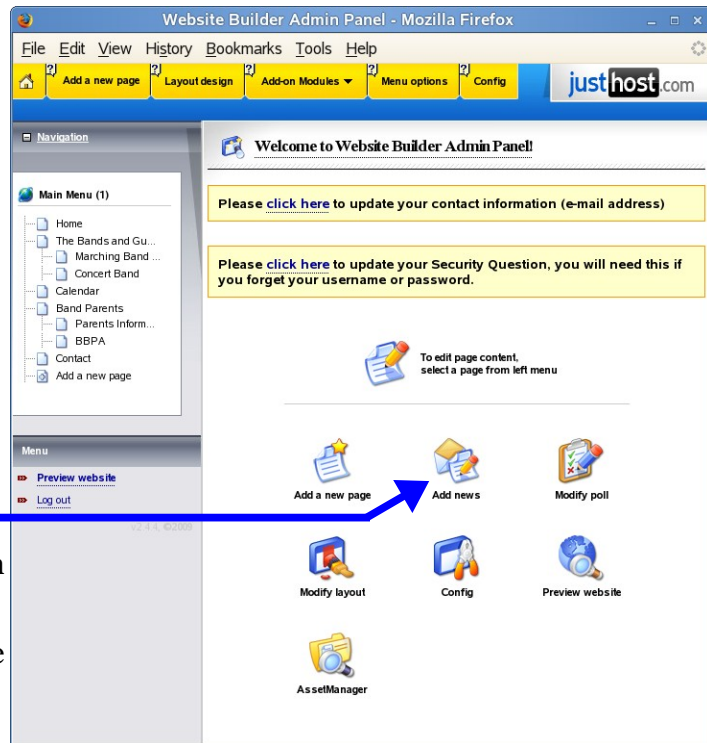 Website Builder Admin Panel - Mozilla Firefox
File Edit View History Bookmarks Tools Help
Add a new page Layout design Add-on Modules Menu options Config
justhost.com
Navigation
Welcome to Website Builder Admin Panel!
Main Menu (1)
Home
The Bands and Gu...
Marching Band ...
Concert Band
Calendar
Band Parents
Parents Inform...
BBPA
Contact
Add a new page
Please click here to update your contact information (e-mail address)
Please click here to update your Security Question, you will need this if
you forget your username or password.
To edit page content,
select a page from left menu
Menu
Preview website
Log out
v2.4.4, ©2009
Add a new page Add news Modify poll
Modify layout Config Preview website
AssetManager